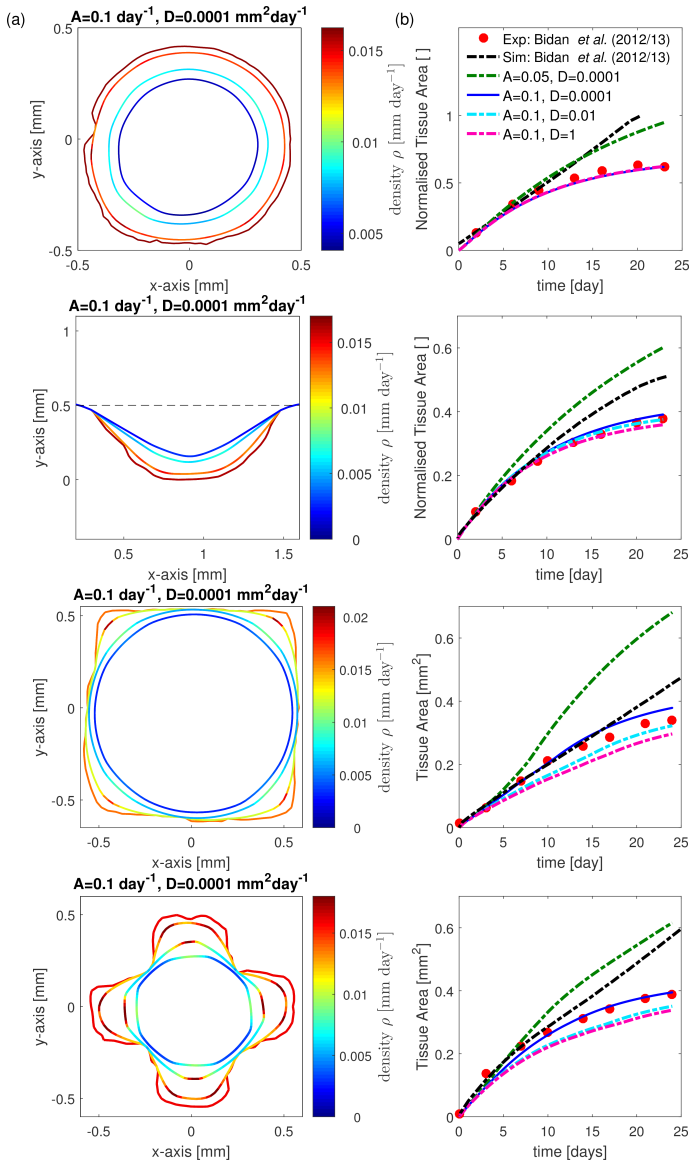 (a)
A=0.1 day-1, D=0.0001 mm2day-1
0.5
0
-0.5
-0.5
0
0.5
y-axis [mm]
x-axis [mm]
0.015
0.01
0.005
density ρ [mm day−1]
(b)
Exp: Bidan et al. (2012/13)
Sim: Bidan et al. (2012/13)
A=0.05, D=0.0001
A=0.1, D=0.0001
A=0.1, D=0.01
A=0.1, D=1
1
0.5
0
0
5
10
15
20
25
Normalised Tissue Area [ ]
time [day]
A=0.1 day-1, D=0.0001 mm2day-1
1
0.5
0
0.5
1
1.5
y-axis [mm]
x-axis [mm]
0.015
0.01
0.005
0
density ρ [mm day−1]
0.6
0.4
0.2
0
0
5
10
15
20
25
Normalised Tissue Area [ ]
time [day]
A=0.1 day-1, D=0.0001 mm2day-1
0.5
0
-0.5
-0.5
0
0.5
y-axis [mm]
x-axis [mm]
0.02
0.015
0.01
0.005
0
density ρ [mm day−1]
0.6
0.4
0.2
0
0
5
10
15
20
25
Tissue Area [mm2]
time [day]
A=0.1 day-1, D=0.0001 mm2day-1
0.5
0
-0.5
-0.5
0
0.5
y-axis [mm]
x-axis [mm]
0.015
0.01
0.005
0
density ρ [mm day−1]
0.6
0.4
0.2
0
0
5
10
15
20
25
Tissue Area [mm2]
time [days]